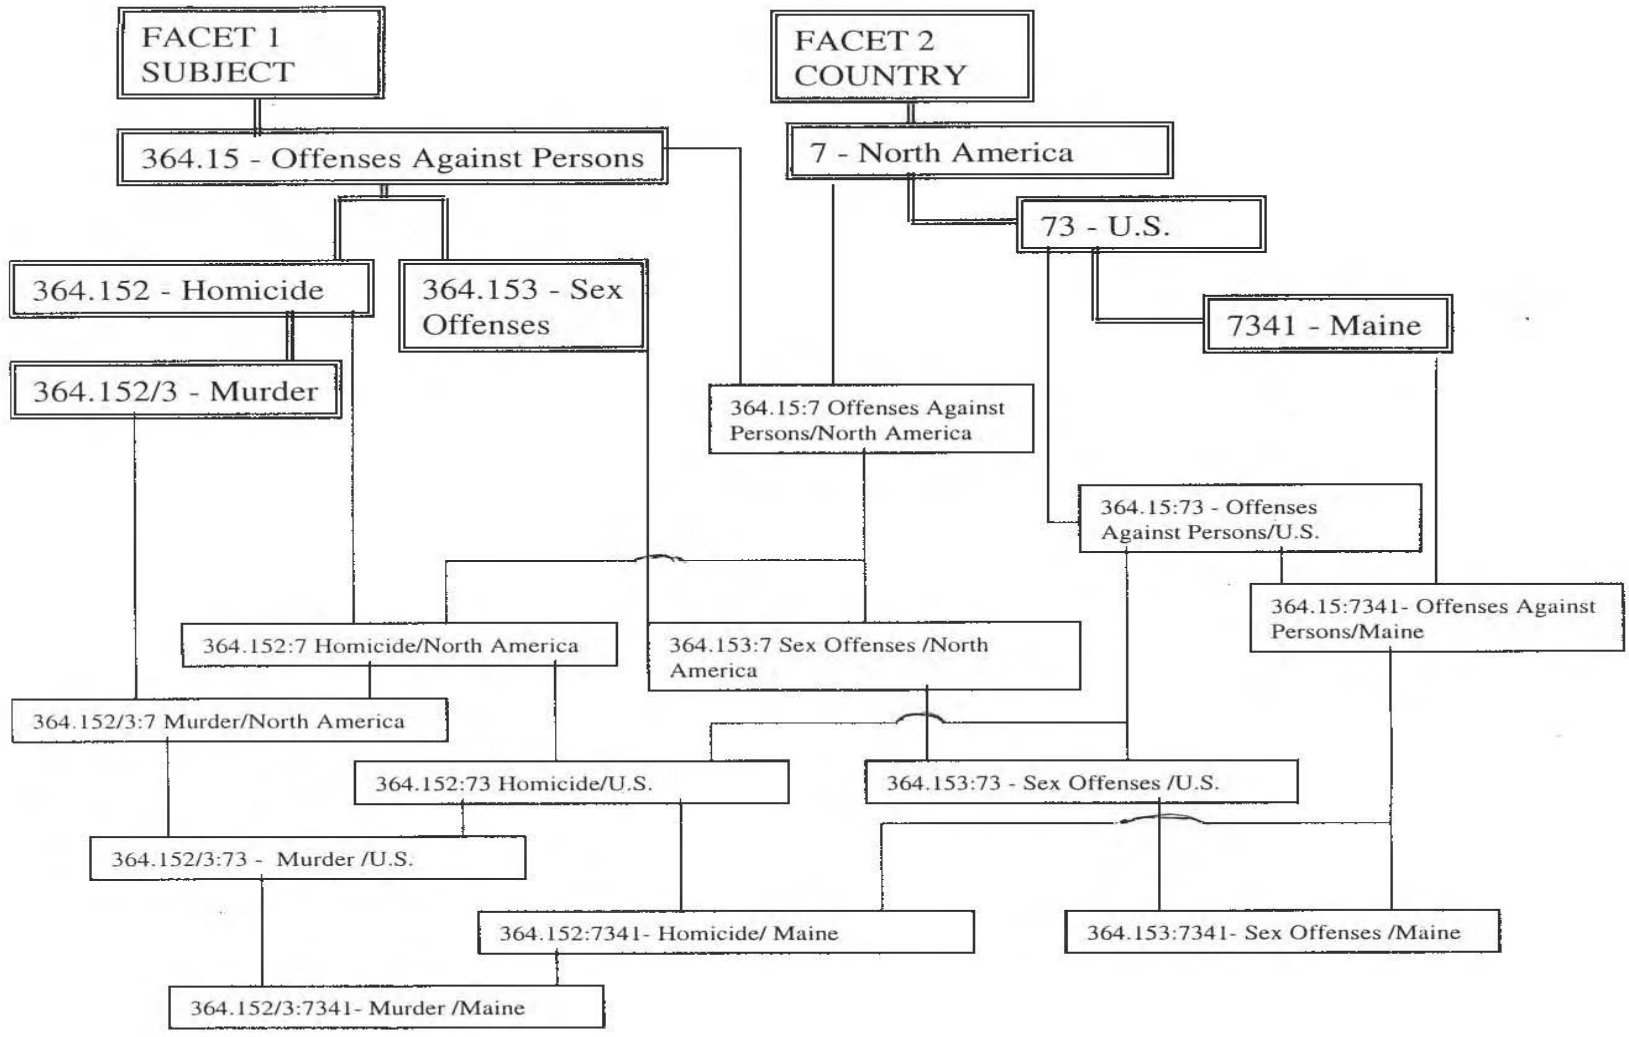 FACET 1
SUBJECT
FACET 2
COUNTRY
364.15 - Offenses Against Persons
7 - North America
73 - U.S.
364.152 - Homicide
364.153 - Sex
Offenses
7341 - Maine
364.152/3 - Murder
364.15:7 Offenses Against
Persons/North America
364.15:73 - Offenses
Against Persons/U.S.
364.15:7341- Offenses Against
Persons/Maine
364.152:7 Homicide/North America
364.153:7 Sex Offenses /North
America
364.152/3:7 Murder/North America
364.152:73 Homicide/U.S.
364.153:73 - Sex Offenses /U.S.
364.152/3:73 - Murder /U.S.
364.152:7341- Homicide/ Maine
364.153:7341- Sex Offenses /Maine
364.152/3:7341- Murder /Maine